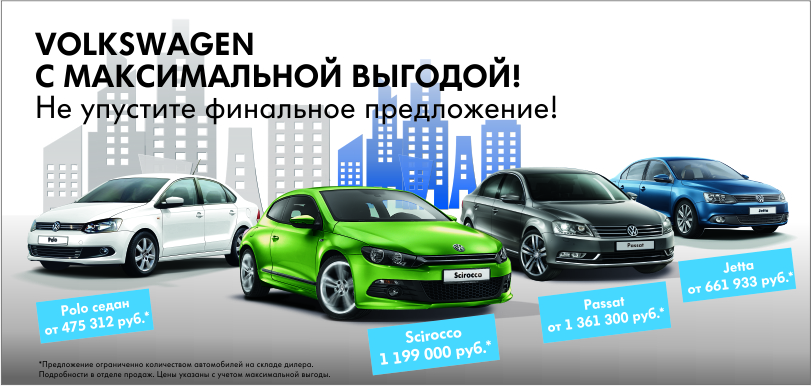 VOLKSWAGEN
С МАКСИМАЛЬНОЙ ВЫГОДОЙ!
Не упустите финальное предложение!
Polo
Scirocco
Passat
Jetta
Polo седан
от 475 312 руб.*
Scirocco
1 199 000 руб.*
Passat
от 1 361 300 руб.*
Jetta
от 661 933 руб.*
*Предложение ограничено количеством автомобилей на складе дилера.
Подробности в отделе продаж. Цены указаны с учетом максимальной выгоды.